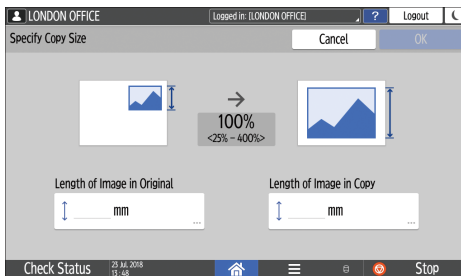 LONDON OFFICE
Logged in: [LONDON OFFICE]
?
Logout
Specify Copy Size
Cancel
OK
100%
<25% – 400%>
Length of Image in Original
Length of Image in Copy
mm
...
mm
...
Check Status
23 Jul. 2018
13:48
Stop